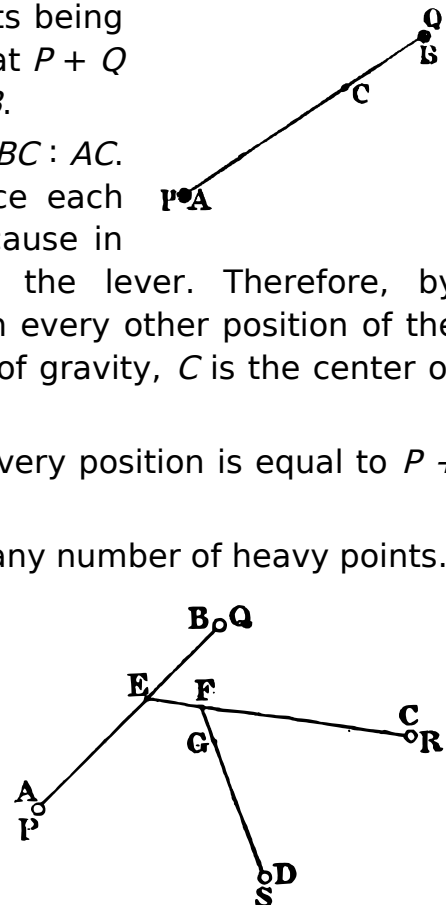 ts being
at P + Q
B.
BC : AC.
ce each
cause in
the lever. Therefore, by
n every other position of the
of gravity, C is the center o
very position is equal to P +
any number of heavy points.
Q
B
C
P A
B Q
E F
C
G R
A
P
D
S